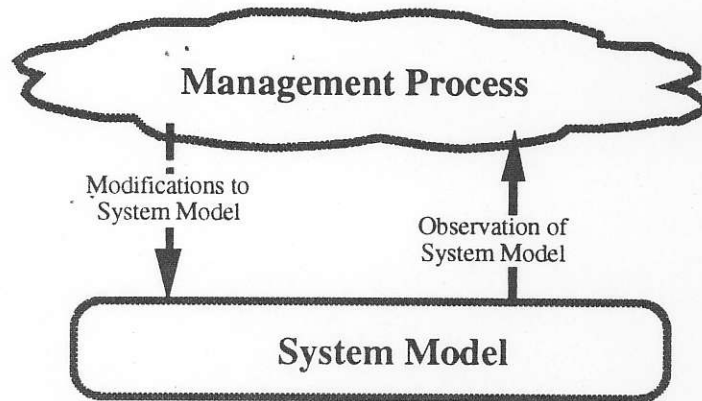 Management Process
Modifications to
System Model
Observation of
System Model
System Model